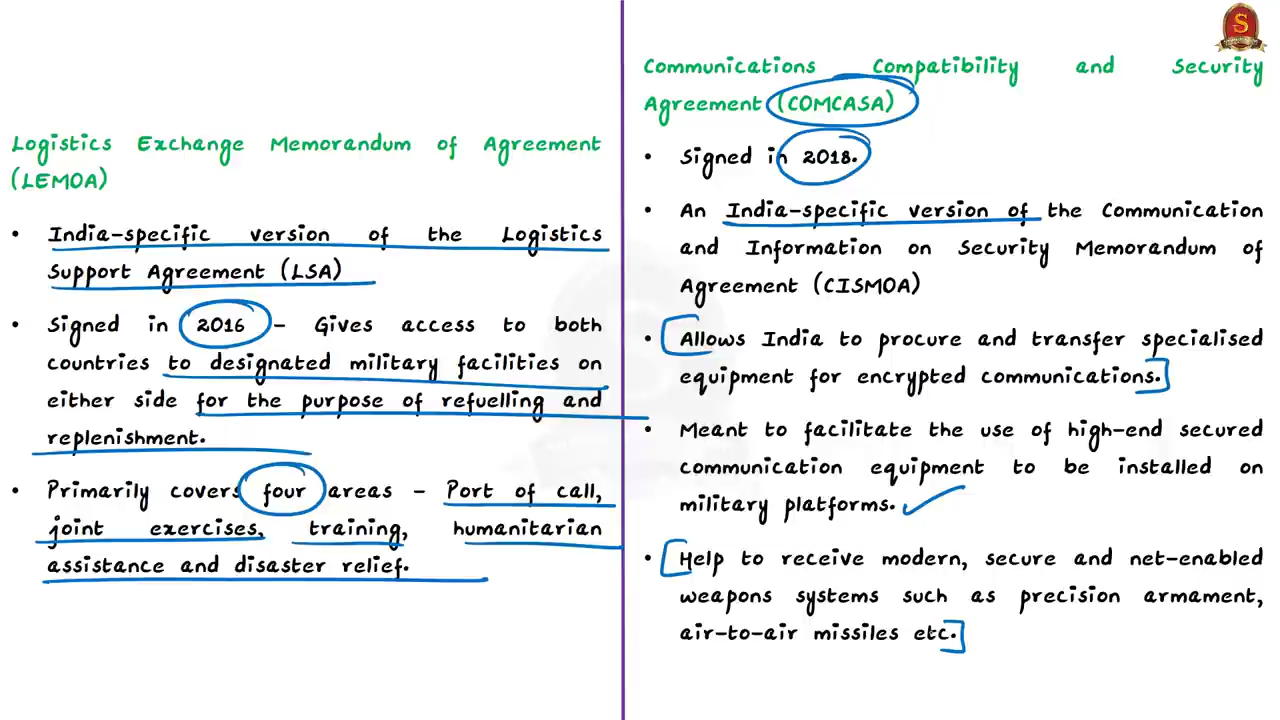 Logistics Exchange Memorandum of Agreement
(LEMOA)
• India-specific version of the Logistics
Support Agreement (LSA)
• Signed in 2016 – Gives access to both
countries to designated military facilities on
either side for the purpose of refuelling and
replenishment.
• Primarily covers four areas – Port of call,
joint exercises, training, humanitarian
assistance and disaster relief.
Communications Compatibility and Security
Agreement (COMCASA)
• Signed in 2018.
• An India-specific version of the Communication
and Information on Security Memorandum of
Agreement (CISMOA)
• Allows India to procure and transfer specialised
equipment for encrypted communications.
• Meant to facilitate the use of high-end secured
communication equipment to be installed on
military platforms.
• Help to receive modern, secure and net-enabled
weapons systems such as precision armament,
air-to-air missiles etc.